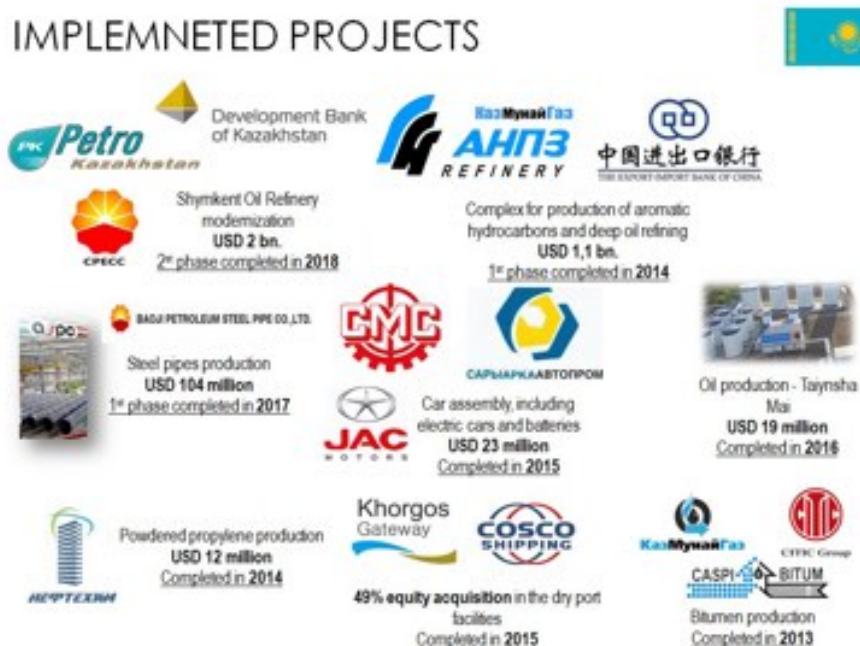 IMPLEMNETED PROJECTS
PK Petro
Kazakhstan
Development Bank
of Kazakhstan
CPECC
Shymkent Oil Refinery
modernization
USD 2 bn.
2ⁿᵈ phase completed in 2018
КазМунайГаз
АНПЗ
REFINERY
中国进出口银行
THE EXPORT-IMPORT BANK OF CHINA
Complex for production of aromatic
hydrocarbons and deep oil refining
USD 1,1 bn.
1ˢᵗ phase completed in 2014
BAOJI PETROLEUM STEEL PIPE CO.,LTD.
Steel pipes production
USD 104 million
1ˢᵗ phase completed in 2017
CMC
САРЫАРКААВТОПРОМ
JAC
MOTORS
Car assembly, including
electric cars and batteries
USD 23 million
Completed in 2015
Oil production - Taiynsha
Mai
USD 19 million
Completed in 2016
НЕФТЕХИМ
Powdered propylene production
USD 12 million
Completed in 2014
Khorgos
Gateway
COSCO
SHIPPING
49% equity acquisition in the dry port
facilities
Completed in 2015
КазМунайГаз
CITIC
CITIC Group
CASPI BITUM
Bitumen production
Completed in 2013